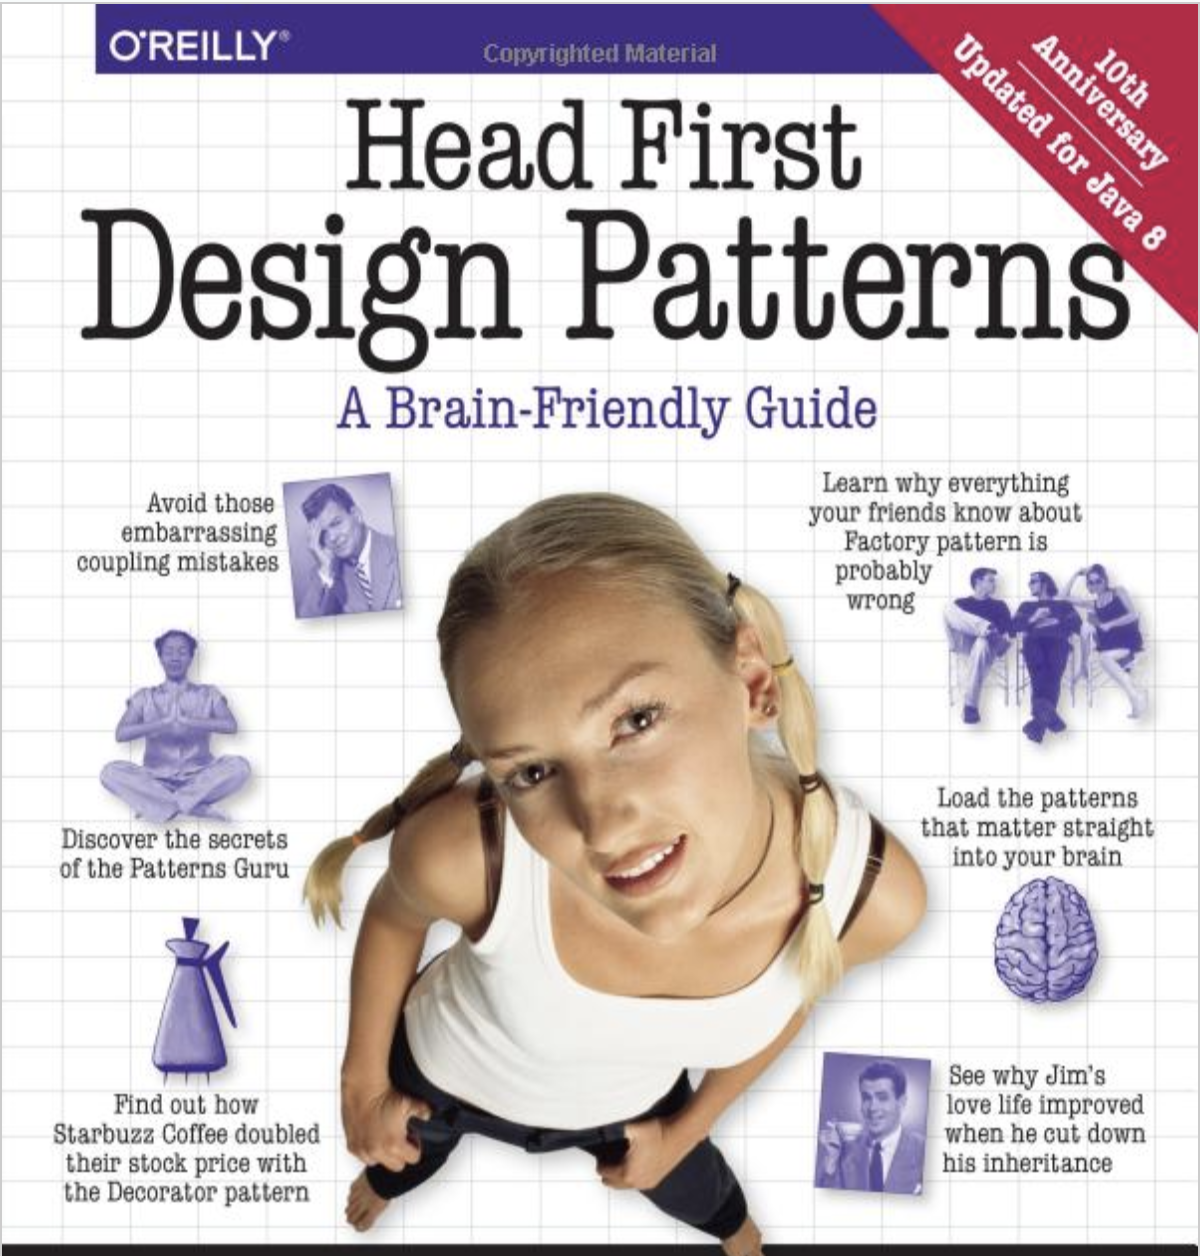 O'REILLY®
Copyrighted Material
10th
Anniversary
Updated for Java 8
Head First
Design Patterns
A Brain-Friendly Guide
Avoid those
embarrassing
coupling mistakes
Learn why everything
your friends know about
Factory pattern is
probably
wrong
Discover the secrets
of the Patterns Guru
Load the patterns
that matter straight
into your brain
Find out how
Starbuzz Coffee doubled
their stock price with
the Decorator pattern
See why Jim's
love life improved
when he cut down
his inheritance